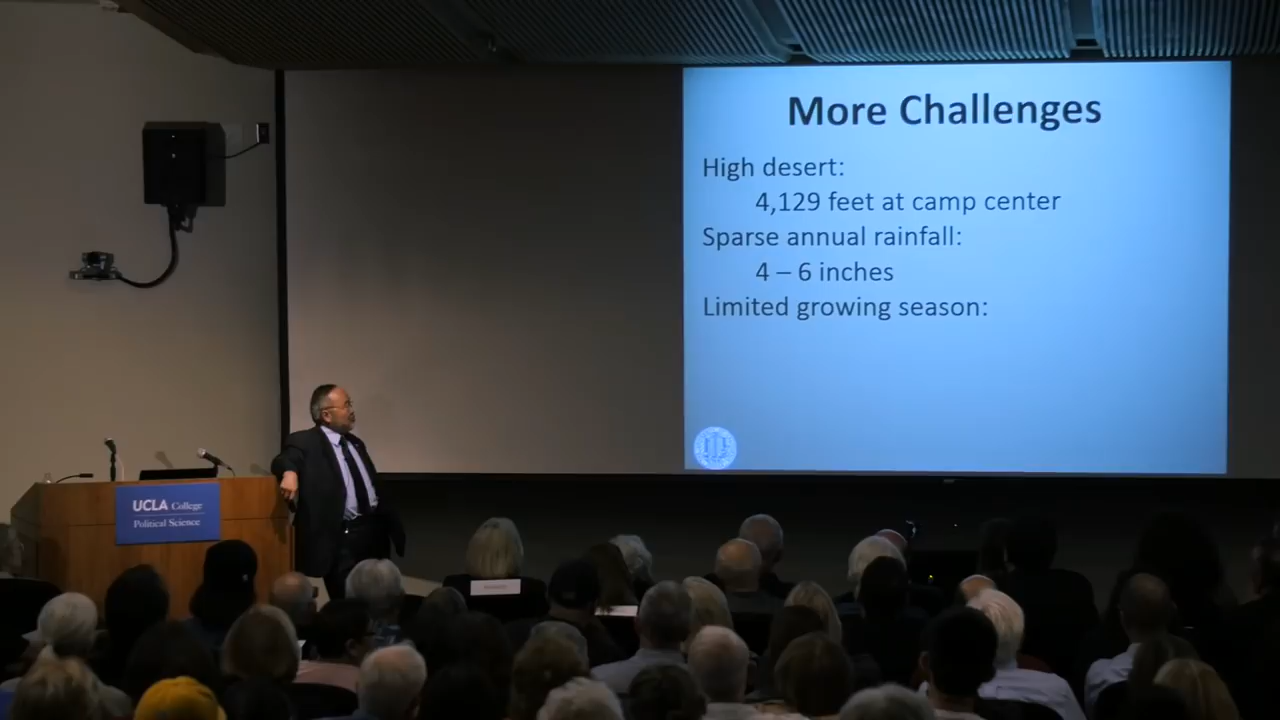 More Challenges
High desert:
4,129 feet at camp center
Sparse annual rainfall:
4 – 6 inches
Limited growing season:
UCLA College
Political Science